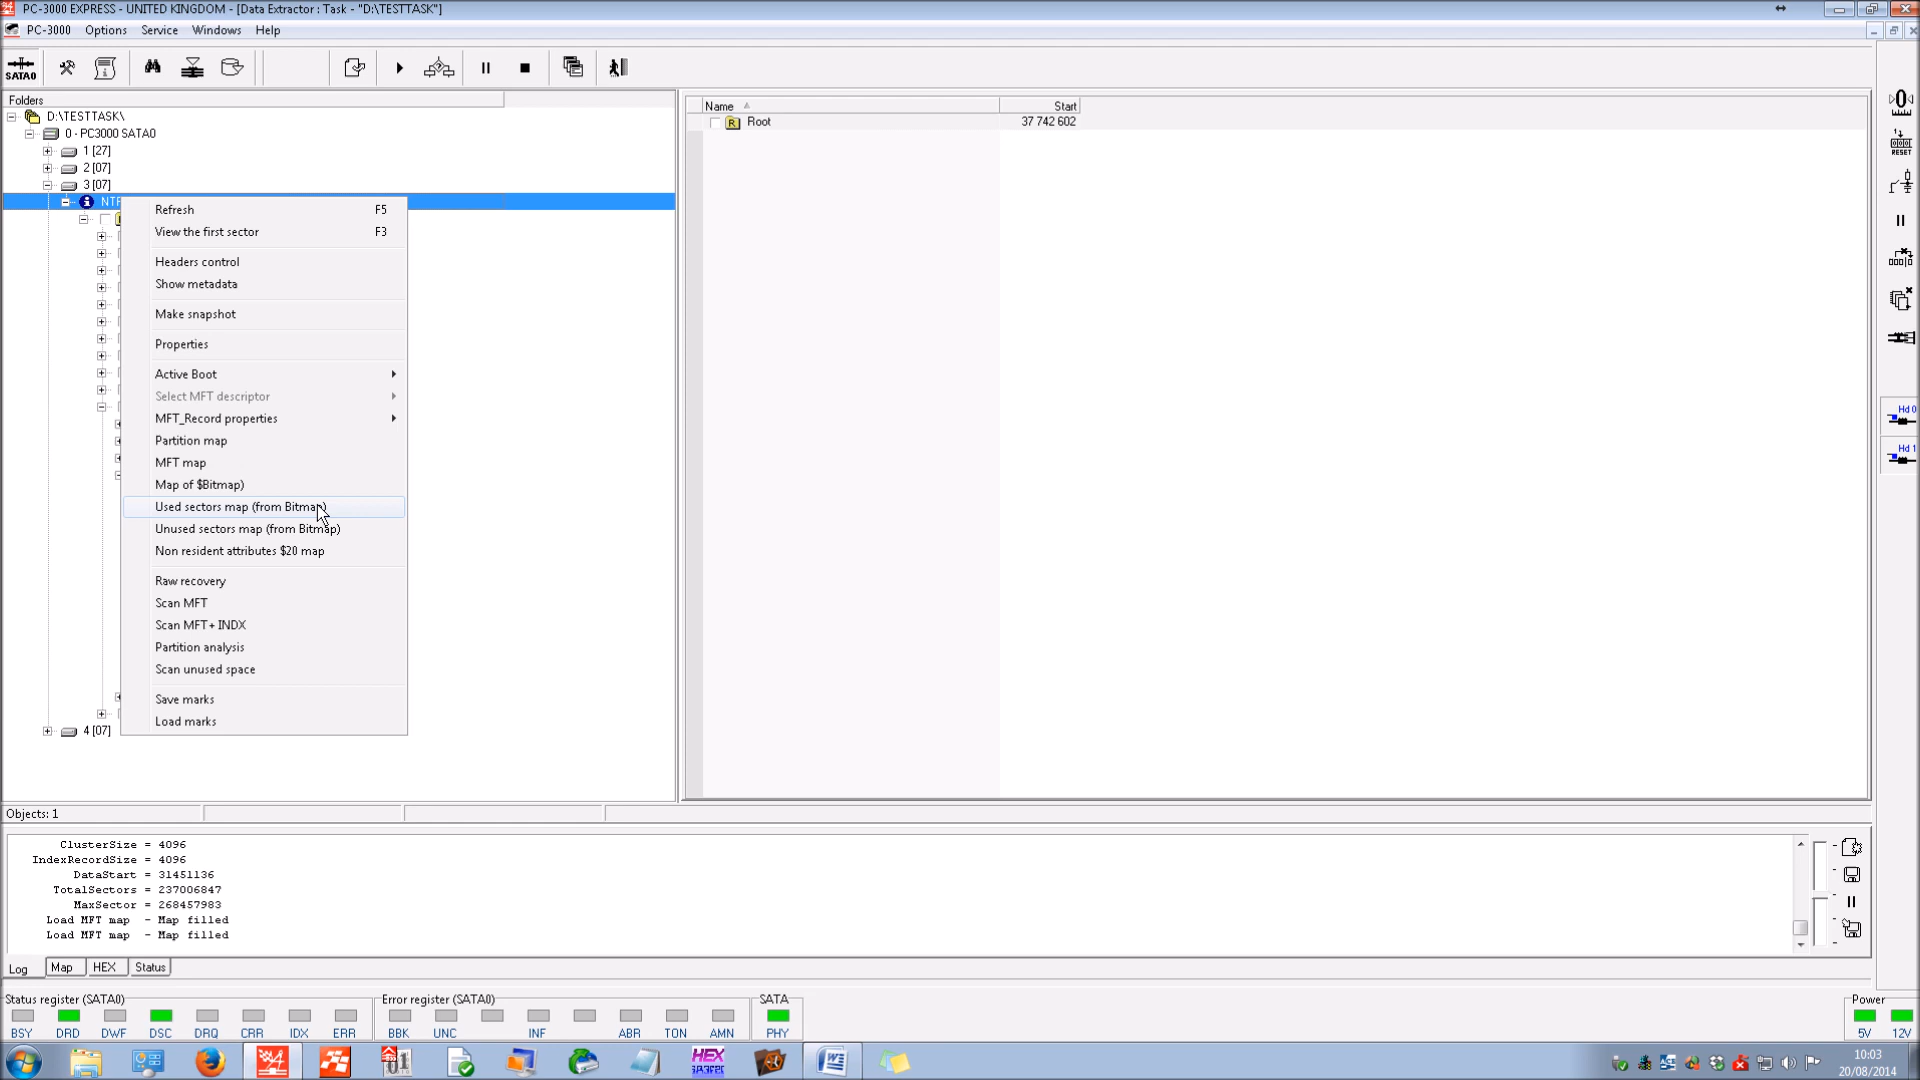 PC-3000 EXPRESS - UNITED KINGDOM - [Data Extractor : Task - "D:\TESTTASK"]
PC-3000 Options Service Windows Help
SATA0
Folders
D:\TESTTASK\
0 - PC3000 SATA0
1 [27]
2 [07]
3 [07]
4 [07]
Refresh F5
View the first sector F3
Headers control
Show metadata
Make snapshot
Properties
Active Boot
Select MFT descriptor
MFT_Record properties
Partition map
MFT map
Map of $Bitmap)
Used sectors map (from Bitmap)
Unused sectors map (from Bitmap)
Non resident attributes $20 map
Raw recovery
Scan MFT
Scan MFT+ INDX
Partition analysis
Scan unused space
Save marks
Load marks
Name Start
R Root 37 742 602
RESET
Hd 0
Hd 1
Objects: 1
ClusterSize = 4096
IndexRecordSize = 4096
DataStart = 31451136
TotalSectors = 237006847
MaxSector = 268457983
Load MFT map - Map filled
Load MFT map - Map filled
Log Map HEX Status
Status register (SATA0) Error register (SATA0) SATA Power
BSY DRD DWF DSC DRQ CRR IDX ERR BBK UNC INF ABR TON AMN PHY 5V 12V
HEX
10:03
20/08/2014